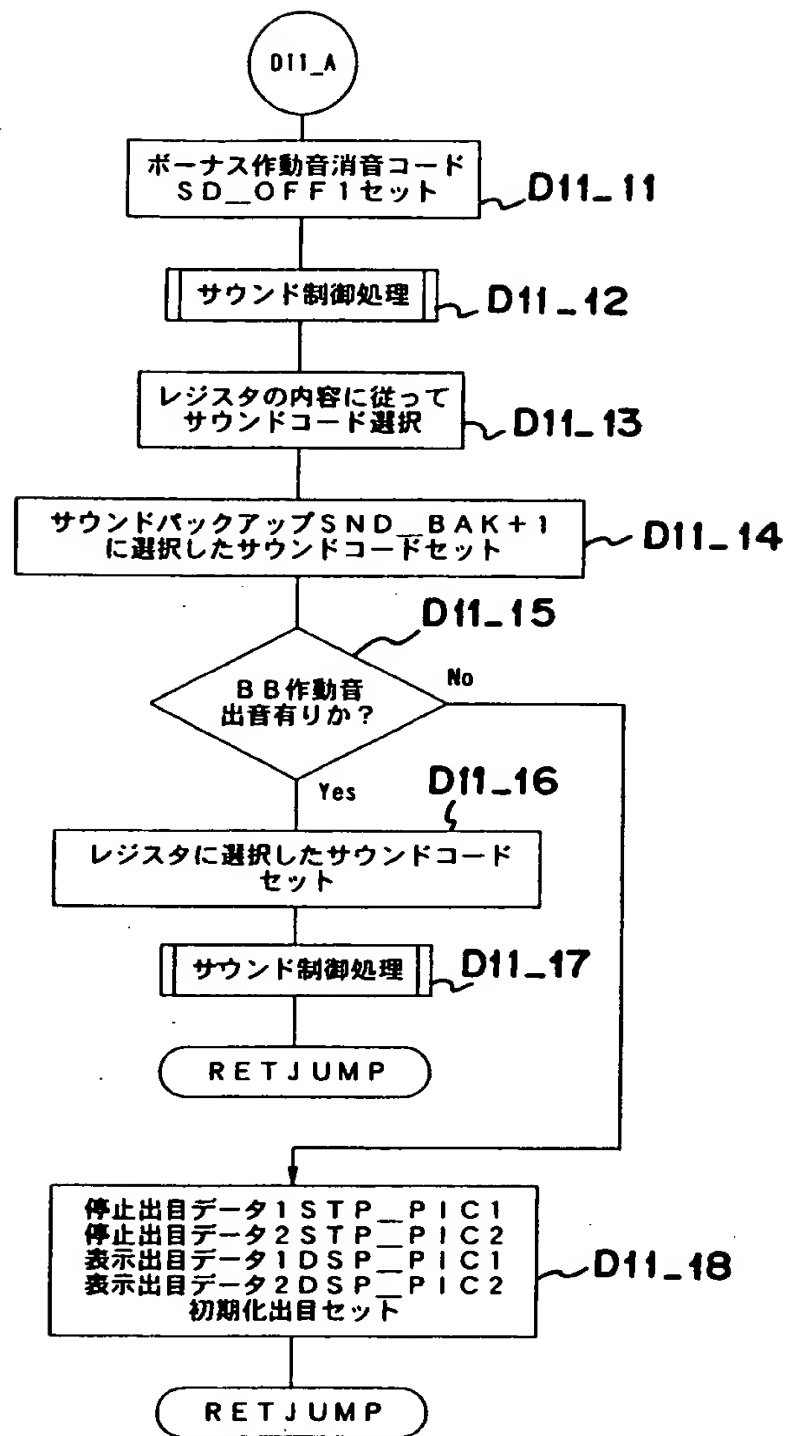 D11_A
ボーナス作動音消音コード
SD_OFF1セット
D11_11
サウンド制御処理
D11_12
レジスタの内容に従って
サウンドコード選択
D11_13
サウンドバックアップSND_BAK+1
に選択したサウンドコードセット
D11_14
D11_15
BB作動音
出音有りか?
No
Yes
D11_16
レジスタに選択したサウンドコード
セット
サウンド制御処理
D11_17
RETJUMP
停止出目データ1STP_PIC1
停止出目データ2STP_PIC2
表示出目データ1DSP_PIC1
表示出目データ2DSP_PIC2
初期化出目セット
D11_18
RETJUMP